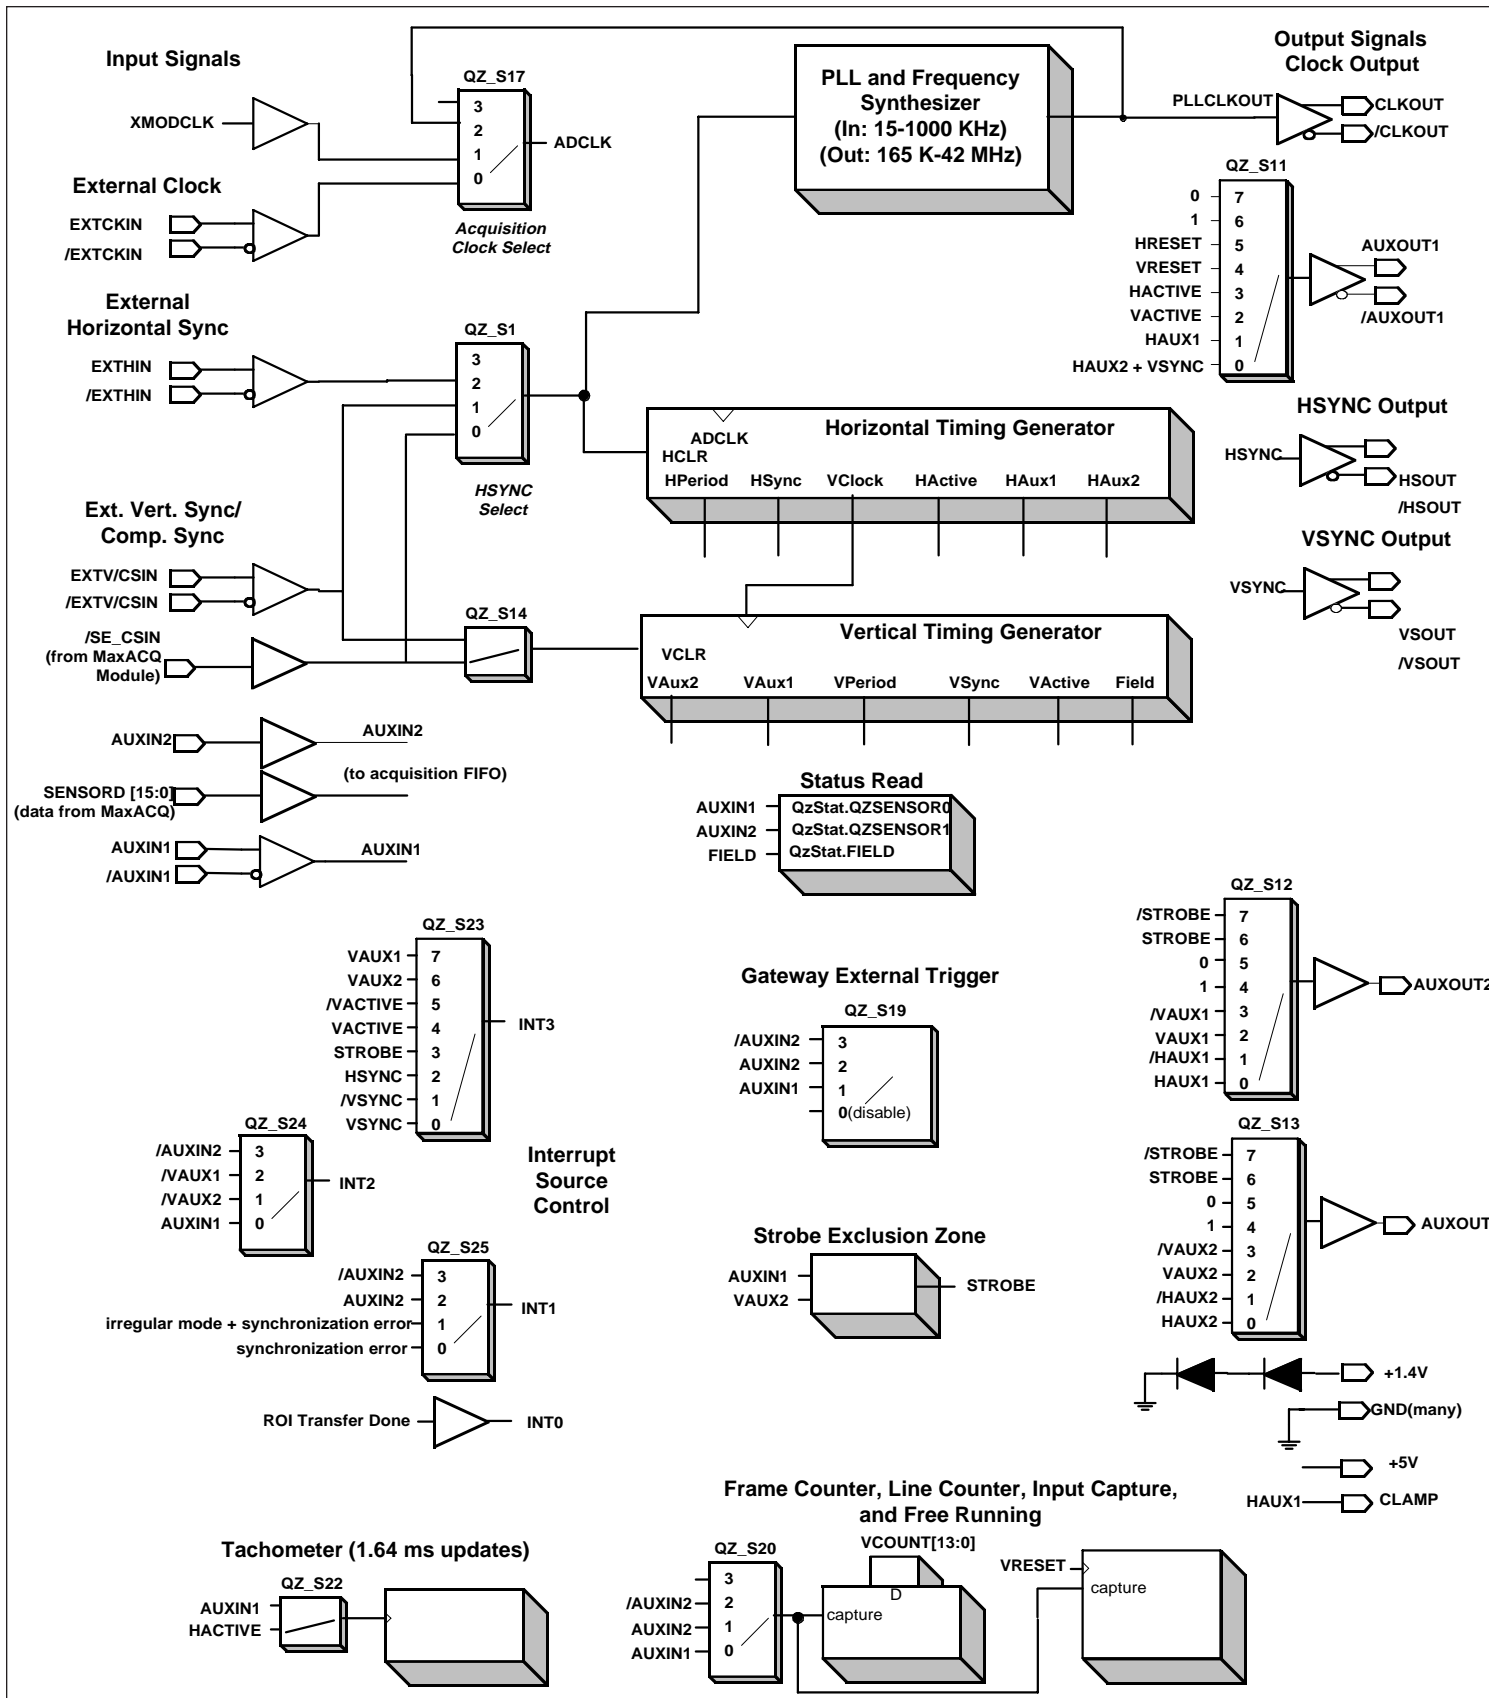 Input Signals
XMODCLK
External Clock
EXTCKIN
/EXTCKIN
QZ_S17
3
2
1
0
ADCLK
Acquisition
Clock Select
PLL and Frequency
Synthesizer
(In: 15-1000 KHz)
(Out: 165 K-42 MHz)
Output Signals
Clock Output
PLLCLKOUT
CLKOUT
/CLKOUT
QZ_S11
0 7
1 6
HRESET 5
VRESET 4
HACTIVE 3
VACTIVE 2
HAUX1 1
HAUX2 + VSYNC 0
AUXOUT1
/AUXOUT1
External
Horizontal Sync
EXTHIN
/EXTHIN
QZ_S1
3
2
1
0
HSYNC
Select
Horizontal Timing Generator
ADCLK
HCLR
HPeriod HSync VClock HActive HAux1 HAux2
HSYNC Output
HSYNC
HSOUT
/HSOUT
Ext. Vert. Sync/
Comp. Sync
EXTV/CSIN
/EXTV/CSIN
/SE_CSIN
(from MaxACQ
Module)
QZ_S14
Vertical Timing Generator
VCLR
VAux2 VAux1 VPeriod VSync VActive Field
VSYNC Output
VSYNC
VSOUT
/VSOUT
AUXIN2
AUXIN2
SENSORD [15:0]
(data from MaxACQ)
(to acquisition FIFO)
AUXIN1
/AUXIN1
AUXIN1
Status Read
AUXIN1 QzStat.QZSENSOR0
AUXIN2 QzStat.QZSENSOR1
FIELD QzStat.FIELD
QZ_S12
/STROBE 7
STROBE 6
0 5
1 4
/VAUX1 3
VAUX1 2
/HAUX1 1
HAUX1 0
AUXOUT2
QZ_S23
VAUX1 7
VAUX2 6
/VACTIVE 5
VACTIVE 4
STROBE 3
HSYNC 2
/VSYNC 1
VSYNC 0
INT3
Gateway External Trigger
QZ_S19
/AUXIN2 3
AUXIN2 2
AUXIN1 1
0(disable)
QZ_S24
/AUXIN2 3
/VAUX1 2
/VAUX2 1
AUXIN1 0
INT2
Interrupt
Source
Control
QZ_S13
/STROBE 7
STROBE 6
0 5
1 4
/VAUX2 3
VAUX2 2
/HAUX2 1
HAUX2 0
AUXOUT
QZ_S25
/AUXIN2 3
AUXIN2 2
irregular mode + synchronization error 1
synchronization error 0
INT1
Strobe Exclusion Zone
AUXIN1
VAUX2
STROBE
ROI Transfer Done
INT0
+1.4V
GND(many)
+5V
HAUX1 CLAMP
Tachometer (1.64 ms updates)
QZ_S22
AUXIN1
HACTIVE
Frame Counter, Line Counter, Input Capture,
and Free Running
QZ_S20
3
/AUXIN2 2
AUXIN2 1
AUXIN1 0
VCOUNT[13:0]
D
capture
VRESET
capture